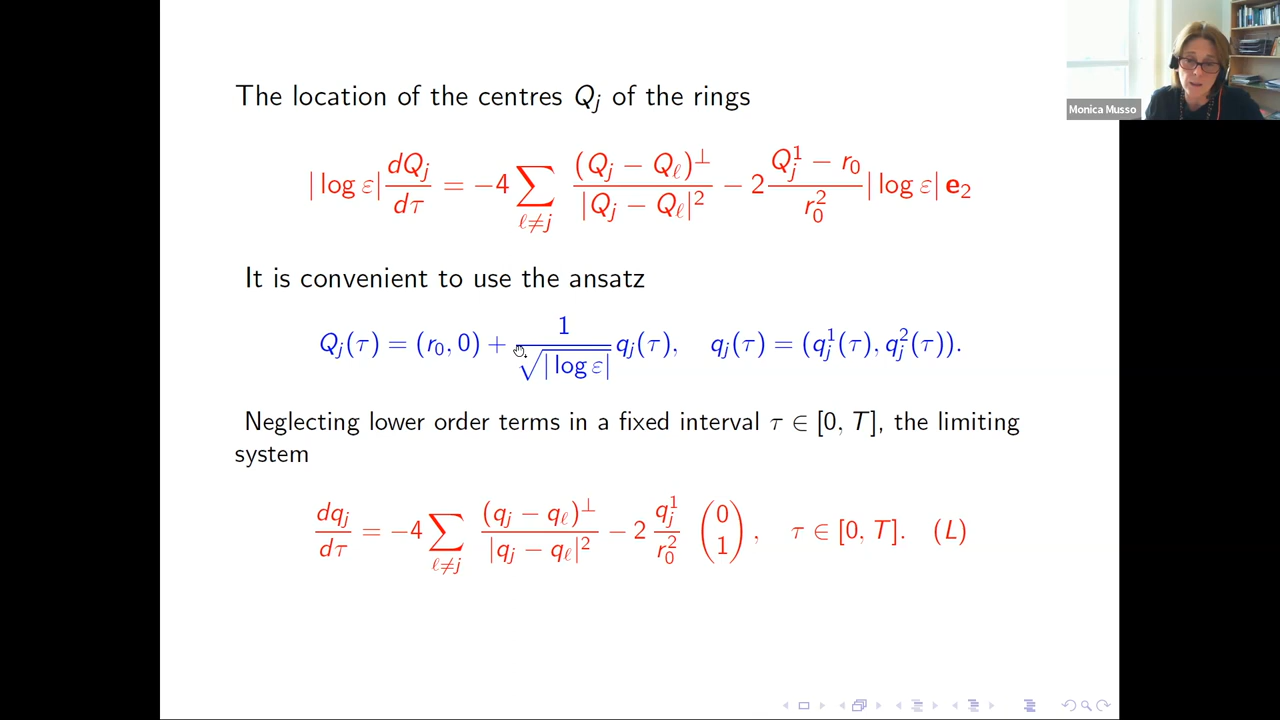 The location of the centres Q_j of the rings
|log ε| dQ_j/dτ = −4 ∑_{ℓ≠j} (Q_j − Q_ℓ)^⊥/|Q_j − Q_ℓ|^2 − 2 (Q_j^1 − r_0)/r_0^2 |log ε| e_2
It is convenient to use the ansatz
Q_j(τ) = (r_0, 0) + 1/√|log ε| q_j(τ), q_j(τ) = (q_j^1(τ), q_j^2(τ)).
Neglecting lower order terms in a fixed interval τ ∈ [0, T], the limiting
system
dq_j/dτ = −4 ∑_{ℓ≠j} (q_j − q_ℓ)^⊥/|q_j − q_ℓ|^2 − 2 q_j^1/r_0^2 (0 1), τ ∈ [0, T]. (L)
Monica Musso